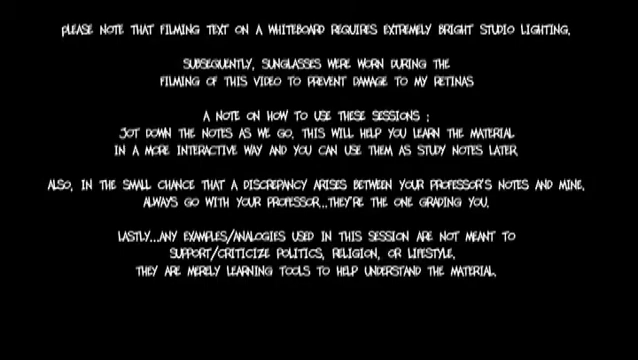 PLEASE NOTE THAT FILMING TEXT ON A WHITEBOARD REQUIRES EXTREMELY BRIGHT STUDIO LIGHTING.
SUBSEQUENTLY, SUNGLASSES WERE WORN DURING THE
FILMING OF THIS VIDEO TO PREVENT DAMAGE TO MY RETINAS
A NOTE ON HOW TO USE THESE SESSIONS :
JOT DOWN THE NOTES AS WE GO. THIS WILL HELP YOU LEARN THE MATERIAL
IN A MORE INTERACTIVE WAY AND YOU CAN USE THEM AS STUDY NOTES LATER.
ALSO, IN THE SMALL CHANCE THAT A DISCREPANCY ARISES BETWEEN YOUR PROFESSOR'S NOTES AND MINE,
ALWAYS GO WITH YOUR PROFESSOR...THEY'RE THE ONE GRADING YOU.
LASTLY...ANY EXAMPLES/ANALOGIES USED IN THIS SESSION ARE NOT MEANT TO
SUPPORT/CRITICIZE POLITICS, RELIGION, OR LIFESTYLE.
THEY ARE MERELY LEARNING TOOLS TO HELP UNDERSTAND THE MATERIAL.